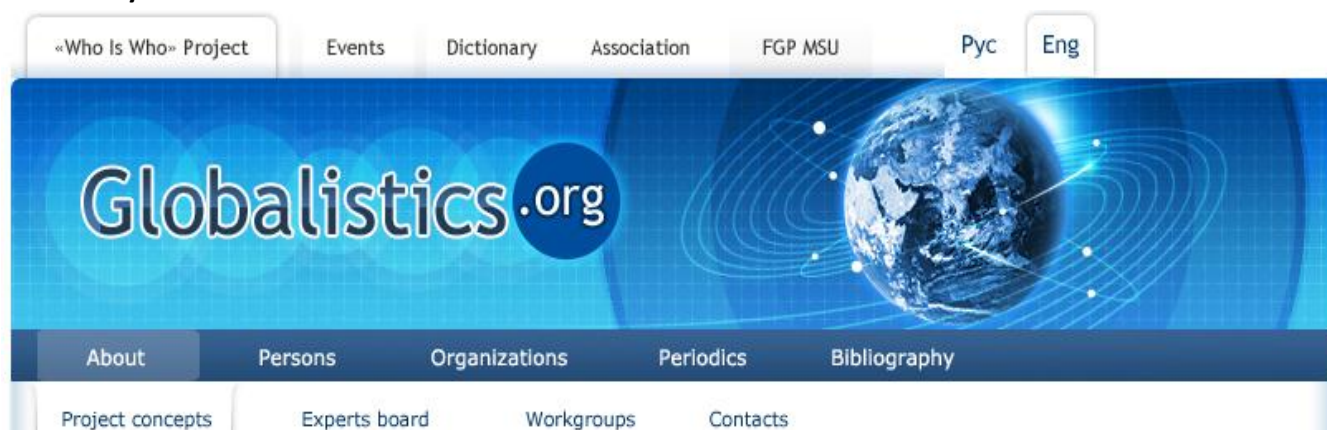 «Who Is Who» Project Events Dictionary Association FGP MSU Рус Eng
Globalistics.org
About Persons Organizations Periodics Bibliography
Project concepts Experts board Workgroups Contacts